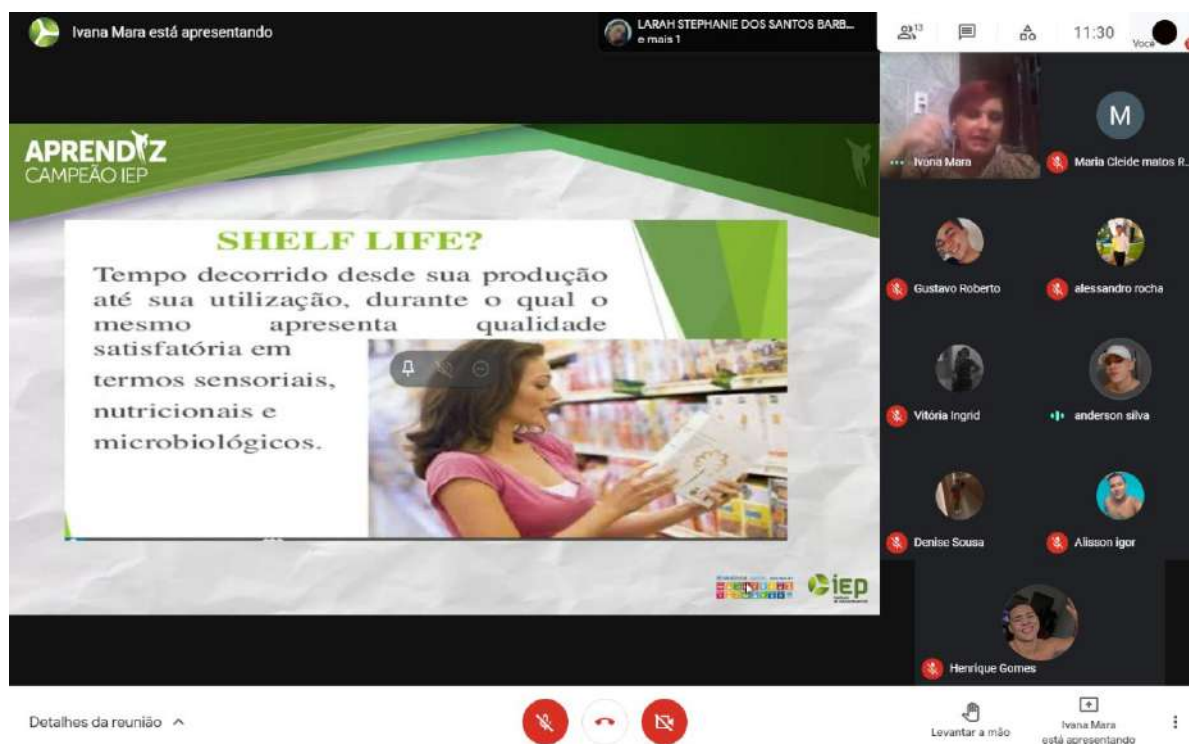 Ivana Mara está apresentando
LARAH STEPHANIE DOS SANTOS BARB...
e mais 1
13
11:30
Você
APRENDIZ
CAMPEÃO IEP
SHELF LIFE?
Tempo decorrido desde sua produção
até sua utilização, durante o qual o
mesmo apresenta qualidade
satisfatória em
termos sensoriais,
nutricionais e
microbiológicos.
iEP
Ivana Mara
M
Maria Cleide matos R...
Gustavo Roberto
alessandro rocha
Vitória Ingrid
anderson silva
Denise Sousa
Alisson igor
Henrique Gomes
Detalhes da reunião
Levantar a mão
Ivana Mara
está apresentando